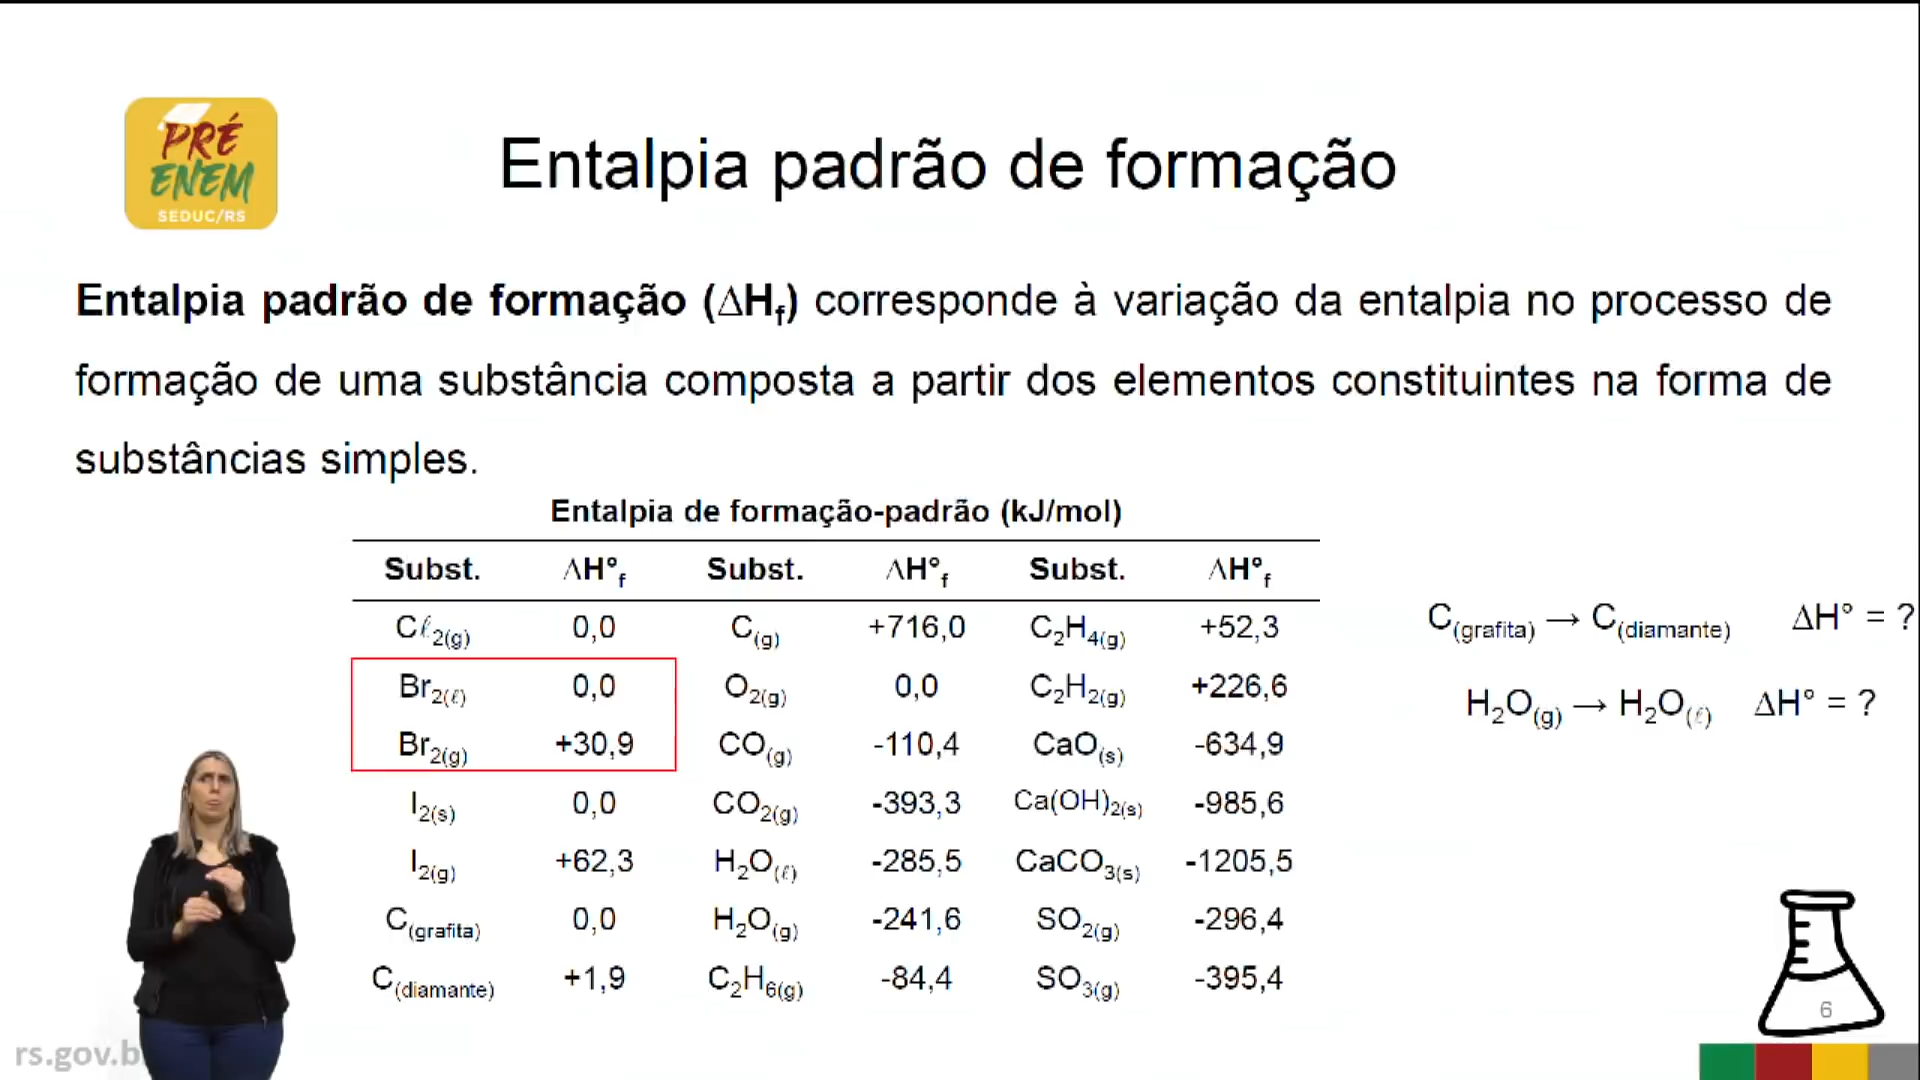 PRÉ
ENEM
SEDUC/RS
Entalpia padrão de formação
Entalpia padrão de formação (∆Hf) corresponde à variação da entalpia no processo de
formação de uma substância composta a partir dos elementos constituintes na forma de
substâncias simples.
Entalpia de formação-padrão (kJ/mol)
Subst. ΔH°f Subst. ΔH°f Subst. ΔH°f
Cℓ2(g) 0,0 C(g) +716,0 C2H4(g) +52,3
Br2(ℓ) 0,0 O2(g) 0,0 C2H2(g) +226,6
Br2(g) +30,9 CO(g) -110,4 CaO(s) -634,9
I2(s) 0,0 CO2(g) -393,3 Ca(OH)2(s) -985,6
I2(g) +62,3 H2O(ℓ) -285,5 CaCO3(s) -1205,5
C(grafita) 0,0 H2O(g) -241,6 SO2(g) -296,4
C(diamante) +1,9 C2H6(g) -84,4 SO3(g) -395,4
C(grafita) → C(diamante) ΔH° = ?
H2O(g) → H2O(ℓ) ΔH° = ?
6
rs.gov.b